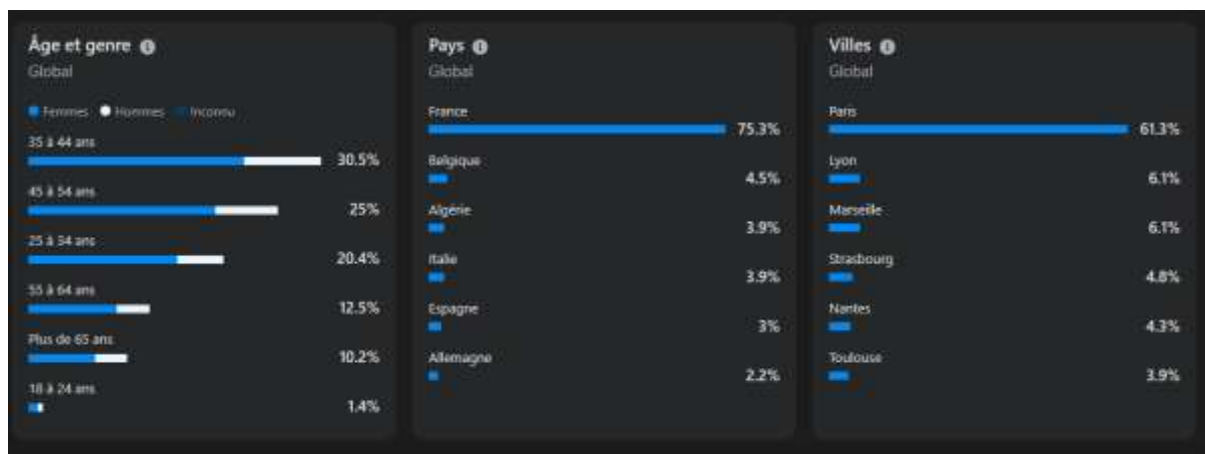 Âge et genre
Global
Femmes Hommes Inconnu
35 à 44 ans
30.5%
45 à 54 ans
25%
25 à 34 ans
20.4%
55 à 64 ans
12.5%
Plus de 65 ans
10.2%
18 à 24 ans
1.4%
Pays
Global
France
75.3%
Belgique
4.5%
Algérie
3.9%
Italie
3.9%
Espagne
3%
Allemagne
2.2%
Villes
Global
Paris
61.3%
Lyon
6.1%
Marseille
6.1%
Strasbourg
4.8%
Nantes
4.3%
Toulouse
3.9%